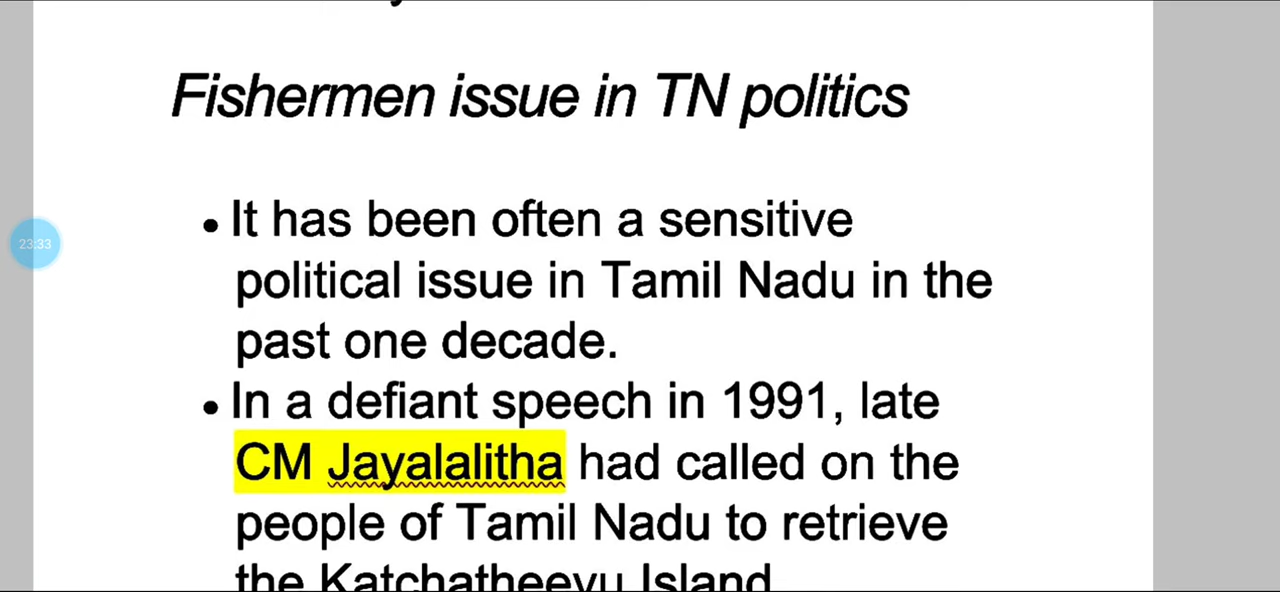 Fishermen issue in TN politics
• It has been often a sensitive
political issue in Tamil Nadu in the
past one decade.
• In a defiant speech in 1991, late
CM Jayalalitha had called on the
people of Tamil Nadu to retrieve
the Katchatheevu Island
23:33